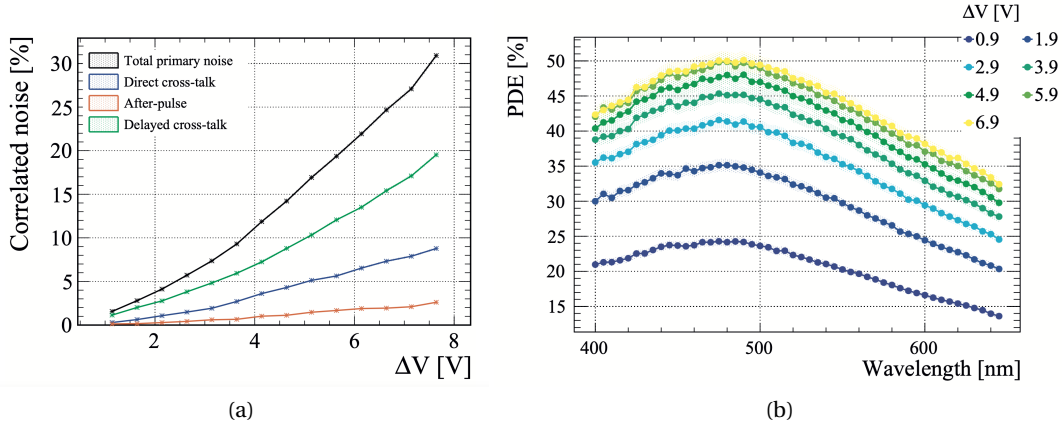 Correlated noise [%]
30
25
20
15
10
5
0
Total primary noise
Direct cross-talk
After-pulse
Delayed cross-talk
2 4 6 8
ΔV [V]
(a)
PDE [%]
50
45
40
35
30
25
20
15
ΔV [V]
0.9 1.9
2.9 3.9
4.9 5.9
6.9
400 500 600
Wavelength [nm]
(b)